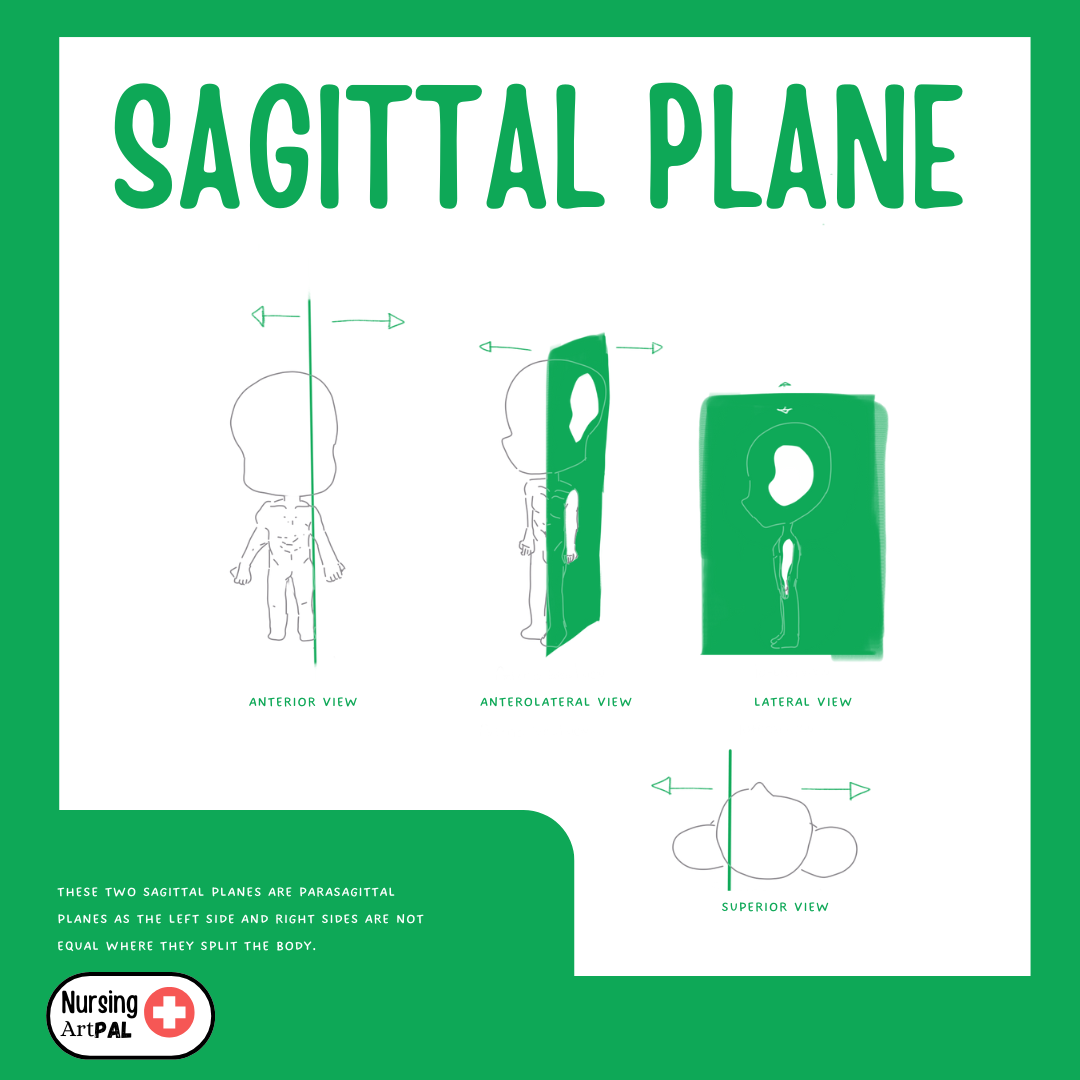 SAGITTAL PLANE
ANTERIOR VIEW
ANTEROLATERAL VIEW
LATERAL VIEW
SUPERIOR VIEW
THESE TWO SAGITTAL PLANES ARE PARASAGITTAL
PLANES AS THE LEFT SIDE AND RIGHT SIDES ARE NOT
EQUAL WHERE THEY SPLIT THE BODY.
Nursing
ArtPAL